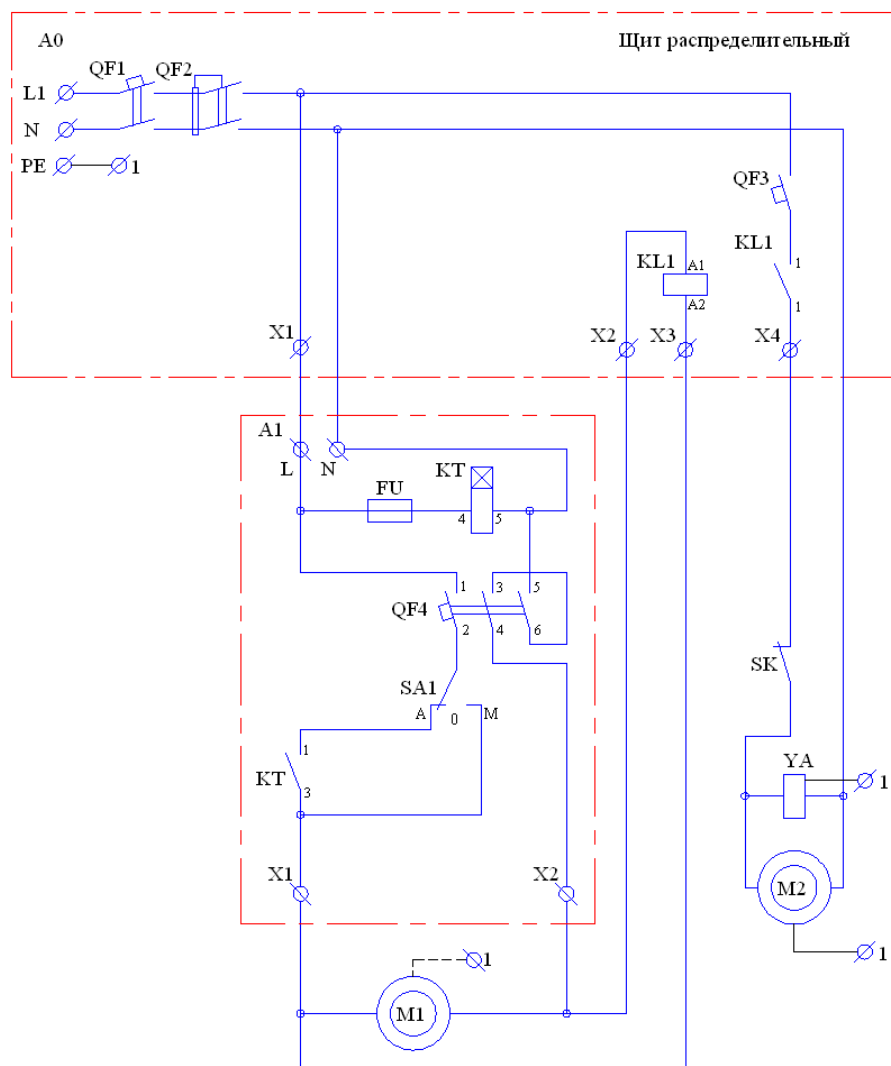 A0 Щит распределительный
QF1 QF2
L1
N
PE 1
QF3
KL1 KL1
A1 1
A2 1
X1 X2 X3 X4
A1
L N KT
FU
4 5
1 3 5
QF4
2 4 6
SK
SA1
A 0 M
1
KT
3
YA
1
X1 X2
M2
1
1
M1